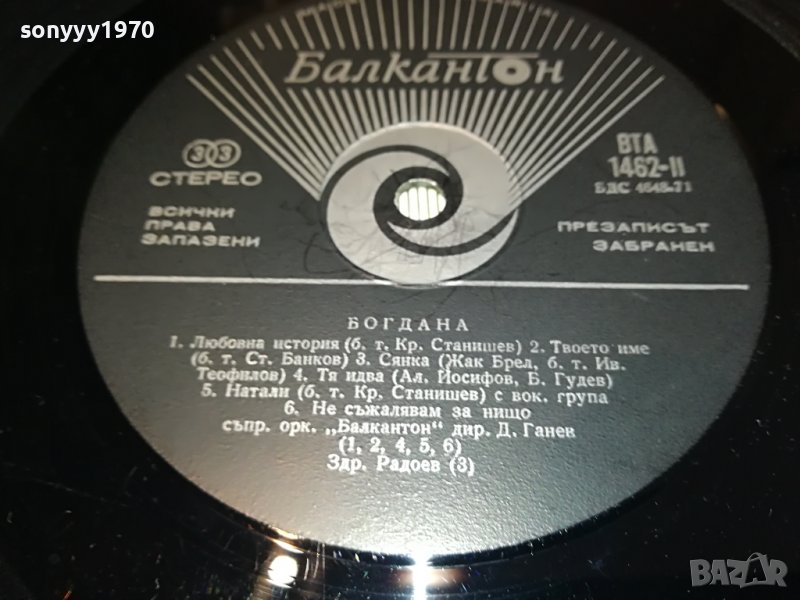 sonyyy1970
Балкантон
33
СТЕРЕО
ВТА
1462-II
БДС 4648-71
ВСИЧКИ
ПРАВА
ЗАПАЗЕНИ
ПРЕЗАПИСЪТ
ЗАБРАНЕН
БОГДАНА
1. Любовна история (б. т. Кр. Станишев) 2. Твоето име
(б. т. Ст. Банков) 3. Сянка (Жак Брел, б. т. Ив.
Теофилов) 4. Тя идва (Ал. Йосифов, Б. Гудев)
5. Натали (б. т. Кр. Станишев) с вок. група
6. Не съжалявам за нищо
съпр. орк. „Балкантон“ дир. Д. Ганев
(1, 2, 4, 5, 6)
Здр. Радоев (3)
BAZAR